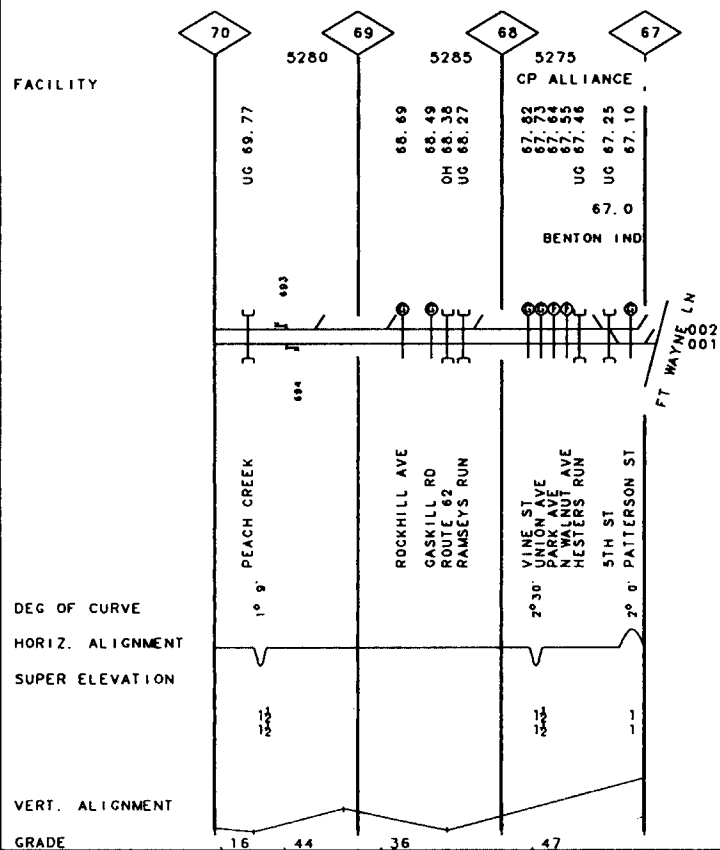 70 69 68 67
5280 5285 5275
FACILITY
CP ALLIANCE
UG 69.77
68.69
68.49
OH 68.38
UG 68.27
67.82
67.73
67.64
67.55
UG 67.46
UG 67.25
67.10
67.0
BENTON IND
693
G G G G F F G
002
001
FT WAYNE LN
694
PEACH CREEK
ROCKHILL AVE
GASKILL RD
ROUTE 62
RAMSEYS RUN
VINE ST
UNION AVE
PARK AVE
N WALNUT AVE
HESTERS RUN
5TH ST
PATTERSON ST
DEG OF CURVE
1° 9'
2° 30'
2° 0'
HORIZ. ALIGNMENT
SUPER ELEVATION
1½ 1½ 1
1½ 1½ 1
VERT. ALIGNMENT
GRADE .16 .44 .36 .47